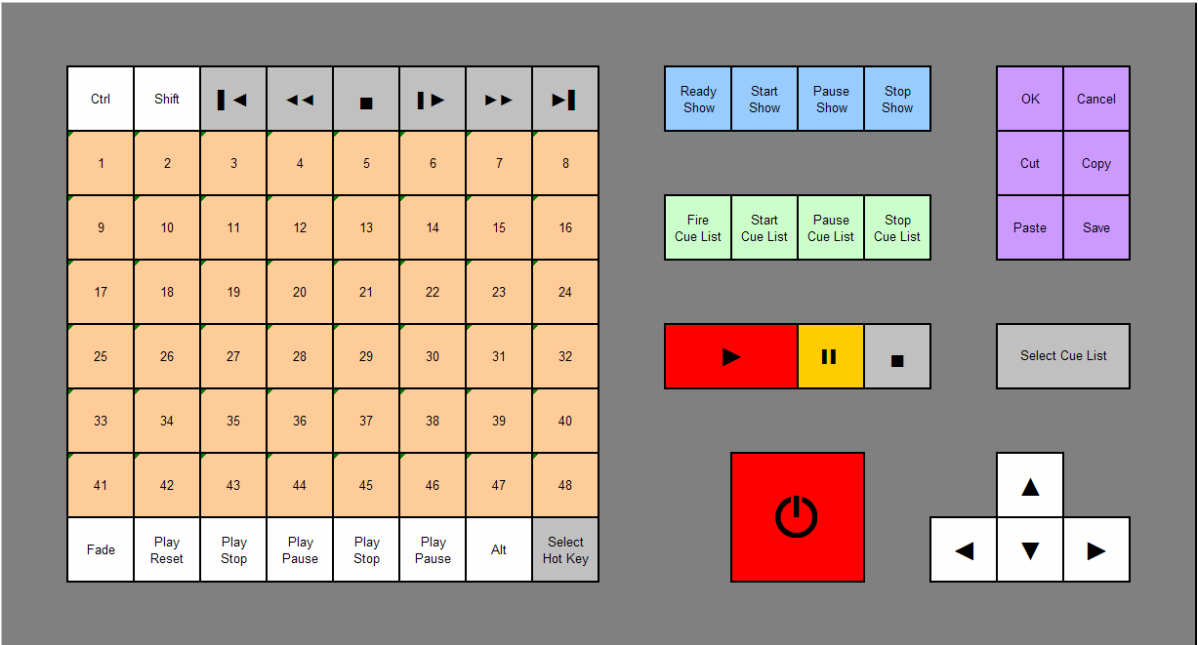 Ctrl
Shift
1 2 3 4 5 6 7 8
9 10 11 12 13 14 15 16
17 18 19 20 21 22 23 24
25 26 27 28 29 30 31 32
33 34 35 36 37 38 39 40
41 42 43 44 45 46 47 48
Fade
Play
Reset
Play
Stop
Play
Pause
Play
Stop
Play
Pause
Alt
Select
Hot Key
Ready
Show
Start
Show
Pause
Show
Stop
Show
Fire
Cue List
Start
Cue List
Pause
Cue List
Stop
Cue List
OK
Cancel
Cut
Copy
Paste
Save
Select Cue List